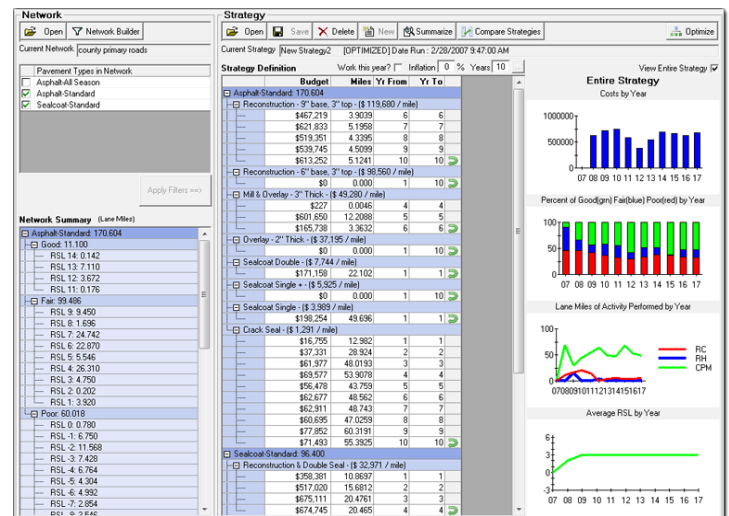 Network
Open Network Builder
Current Network county primary roads
Pavement Types in Network
Asphalt-All Season
Asphalt-Standard
Sealcoat-Standard
Apply Filters ==>
Network Summary (Lane Miles)
Asphalt-Standard: 170.604
Good: 11.100
RSL 14: 0.142
RSL 13: 7.110
RSL 12: 3.672
RSL 11: 0.176
Fair: 99.486
RSL 9: 9.450
RSL 8: 1.696
RSL 7: 24.742
RSL 6: 22.870
RSL 5: 5.546
RSL 4: 26.310
RSL 3: 4.750
RSL 2: 0.202
RSL 1: 3.920
Poor: 60.018
RSL 0: 0.780
RSL -1: 6.750
RSL -2: 11.568
RSL -3: 7.428
RSL -4: 6.764
RSL -5: 4.304
RSL -6: 4.992
RSL -7: 2.854
RSL -8: 3.546
Strategy
Open Save Delete New Summarize Compare Strategies Optimize
Current Strategy New Strategy2 [OPTIMIZED] Date Run : 2/28/2007 9:47:00 AM
Strategy Definition Work this year? Inflation 0 % Years 10 ...
Budget Miles Yr From Yr To
Asphalt-Standard: 170.604
Reconstruction - 9" base, 3" top - ($ 119,680 / mile)
$467,219 3.9039 6 6
$621,833 5.1958 7 7
$519,351 4.3395 8 8
$539,745 4.5099 9 9
$613,252 5.1241 10 10
Reconstruction - 6" base, 3" top - ($ 98,560 / mile)
$0 0.000 1 10
Mill & Overlay - 3" Thick - ($ 49,280 / mile)
$227 0.0046 4 4
$601,650 12.2088 5 5
$165,738 3.3632 6 6
Overlay - 2" Thick - ($ 37,195 / mile)
$0 0.000 1 10
Sealcoat Double - ($ 7,744 / mile)
$171,158 22.102 1 1
Sealcoat Single + - ($ 5,925 / mile)
$0 0.000 1 10
Sealcoat Single - ($ 3,989 / mile)
$198,254 49.696 1 1
Crack Seal - ($ 1,291 / mile)
$16,755 12.982 1 1
$37,331 28.924 2 2
$61,977 48.0193 3 3
$69,577 53.9078 4 4
$56,478 43.759 5 5
$62,677 48.562 6 6
$62,911 48.743 7 7
$60,695 47.0259 8 8
$77,852 60.3191 9 9
$71,493 55.3925 10 10
Sealcoat-Standard: 96.400
Reconstruction & Double Seal - ($ 32,971 / mile)
$358,381 10.8697 1 1
$517,020 15.6812 2 2
$675,111 20.4761 3 3
$674,745 20.465 4 4
View Entire Strategy
Entire Strategy
Costs by Year
1000000
500000
0
07 08 09 10 11 12 13 14 15 16 17
Percent of Good(grn) Fair(blue) Poor(red) by Year
100
50
0
07 08 09 10 11 12 13 14 15 16 17
Lane Miles of Activity Performed by Year
100
50
0
0708091011121314151617
RC
RH
CPM
Average RSL by Year
6
3
0
-3
07 08 09 10 11 12 13 14 15 16 17